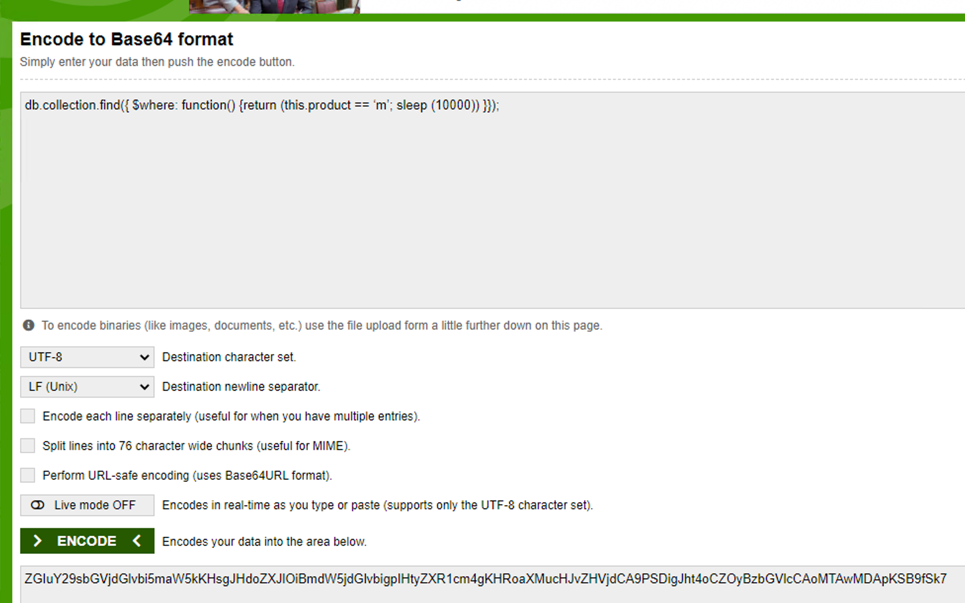 Encode to Base64 format
Simply enter your data then push the encode button.
db.collection.find({ $where: function() {return (this.product == ‘m’; sleep (10000)) }});
To encode binaries (like images, documents, etc.) use the file upload form a little further down on this page.
UTF-8 Destination character set.
LF (Unix) Destination newline separator.
Encode each line separately (useful for when you have multiple entries).
Split lines into 76 character wide chunks (useful for MIME).
Perform URL-safe encoding (uses Base64URL format).
Live mode OFF Encodes in real-time as you type or paste (supports only the UTF-8 character set).
> ENCODE < Encodes your data into the area below.
ZGIuY29sbGVjdGlvbi5maW5kKHsgJHdoZXJlOiBmdW5jdGlvbigpIHtyZXR1cm4gKHRoaXMucHJvZHVjdCA9PSDigJht4oCZOyBzbGVlcCAoMTAwMDApKSB9fSk7